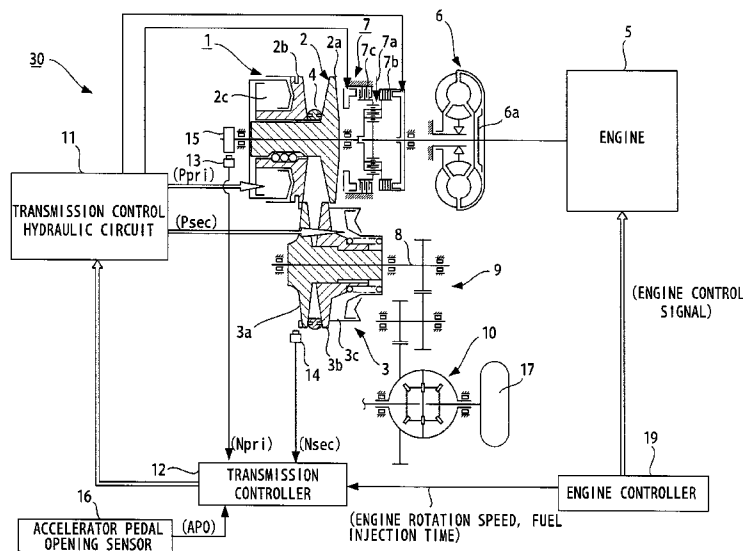 30
1
2b
2
2a
4
7
7c
7a
7b
6
5
2c
6a
ENGINE
15
13
11
TRANSMISSION CONTROL
HYDRAULIC CIRCUIT
(Ppri)
(Psec)
8
9
(ENGINE CONTROL
SIGNAL)
3a
3b
3c
3
14
10
17
(Npri)
(Nsec)
12
TRANSMISSION
CONTROLLER
19
ENGINE CONTROLLER
16
ACCELERATOR PEDAL
OPENING SENSOR
(APO)
(ENGINE ROTATION SPEED, FUEL
INJECTION TIME)